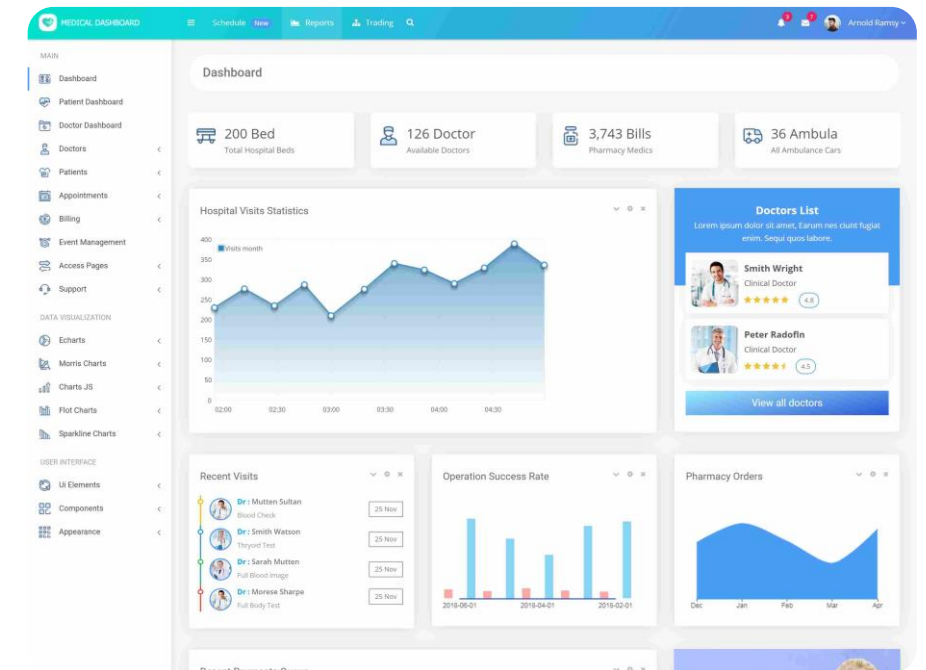 MEDICAL DASHBOARD
Schedule New
Reports
Trading
3
7
Arnold Ramsy
MAIN
Dashboard
Patient Dashboard
Doctor Dashboard
Doctors
Patients
Appointments
Billing
Event Management
Access Pages
Support
DATA VISUALIZATION
Echarts
Morris Charts
Charts JS
Flot Charts
Sparkline Charts
USER INTERFACE
Ui Elements
Components
Appearance
Dashboard
200 Bed
Total Hospital Beds
126 Doctor
Available Doctors
3,743 Bills
Pharmacy Medics
36 Ambula
All Ambulance Cars
Hospital Visits Statistics
Visits month
400
350
300
250
200
150
100
50
0
02:00 02:30 03:00 03:30 04:00 04:30
Doctors List
Lorem ipsum dolor sit amet, Earum nes ciunt fugiat
enim. Sequi quos labore.
Smith Wright
Clinical Doctor
4.8
Peter Radofin
Clinical Doctor
4.5
View all doctors
Recent Visits
Dr : Mutten Sultan
Blood Check
25 Nov
Dr : Smith Watson
Thryoid Test
25 Nov
Dr : Sarah Mutten
Full Blood Image
25 Nov
Dr : Morese Sharpe
Full Body Test
25 Nov
Operation Success Rate
2018-06-01 2018-04-01 2018-02-01
Pharmacy Orders
Dec Jan Feb Mar Apr